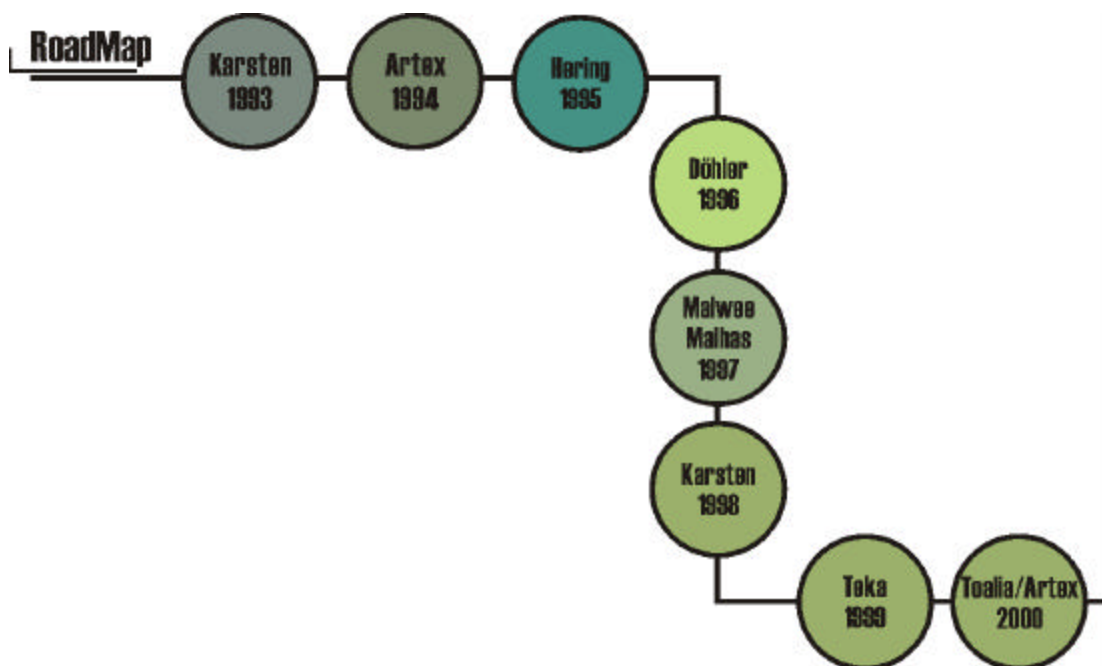 RoadMap
Karsten
1993
Artex
1994
Hering
1995
Döhler
1996
Malwee
Malhas
1997
Karsten
1998
Teka
1999
Toalia/Artex
2000